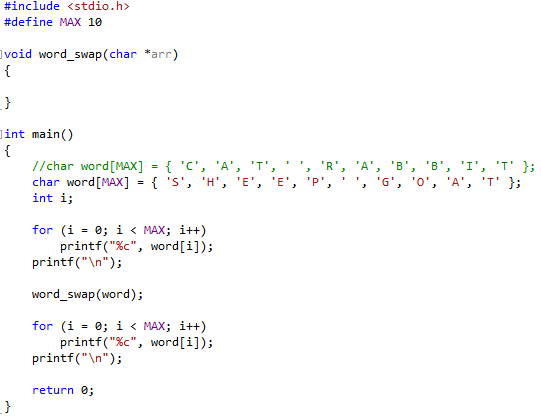 #include <stdio.h>
#define MAX 10

void word_swap(char *arr)
{

}

int main()
{
    //char word[MAX] = { 'C', 'A', 'T', ' ', 'R', 'A', 'B', 'B', 'I', 'T' };
    char word[MAX] = { 'S', 'H', 'E', 'E', 'P', ' ', 'G', 'O', 'A', 'T' };
    int i;

    for (i = 0; i < MAX; i++)
        printf("%c", word[i]);
    printf("\n");

    word_swap(word);

    for (i = 0; i < MAX; i++)
        printf("%c", word[i]);
    printf("\n");

    return 0;
}